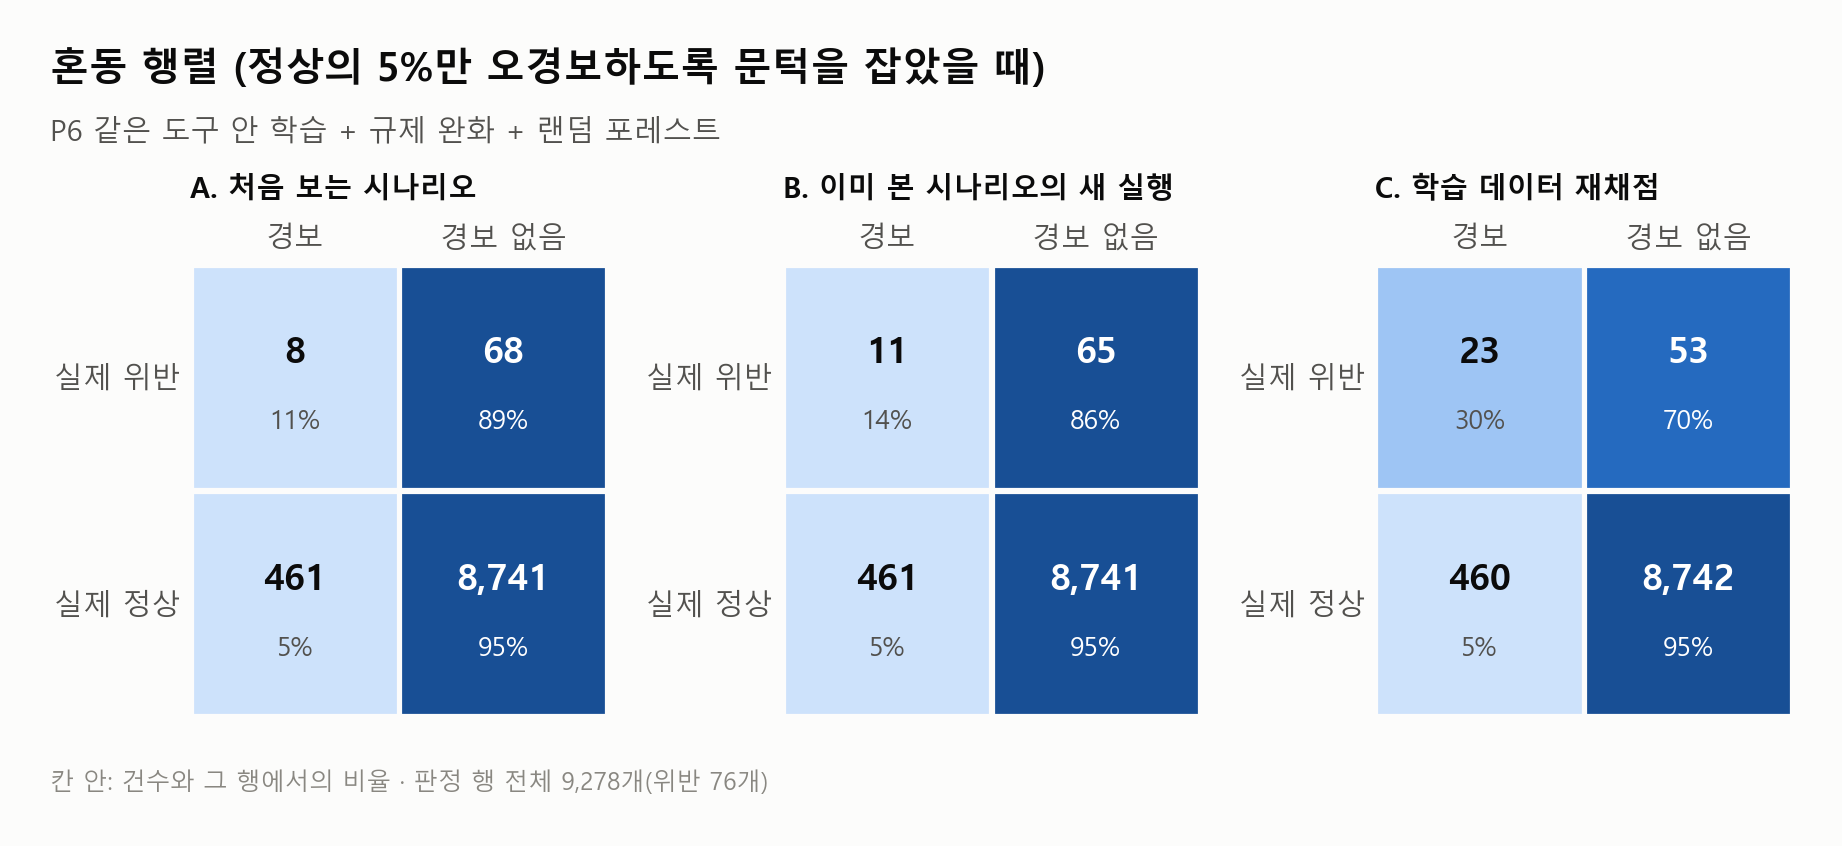 혼동 행렬 (정상의 5%만 오경보하도록 문턱을 잡았을 때)
P6 같은 도구 안 학습 + 규제 완화 + 랜덤 포레스트
A. 처음 보는 시나리오
경보 경보 없음
실제 위반
8 68
11% 89%
실제 정상
461 8,741
5% 95%
B. 이미 본 시나리오의 새 실행
경보 경보 없음
실제 위반
11 65
14% 86%
실제 정상
461 8,741
5% 95%
C. 학습 데이터 재채점
경보 경보 없음
실제 위반
23 53
30% 70%
실제 정상
460 8,742
5% 95%
칸 안: 건수와 그 행에서의 비율 · 판정 행 전체 9,278개(위반 76개)